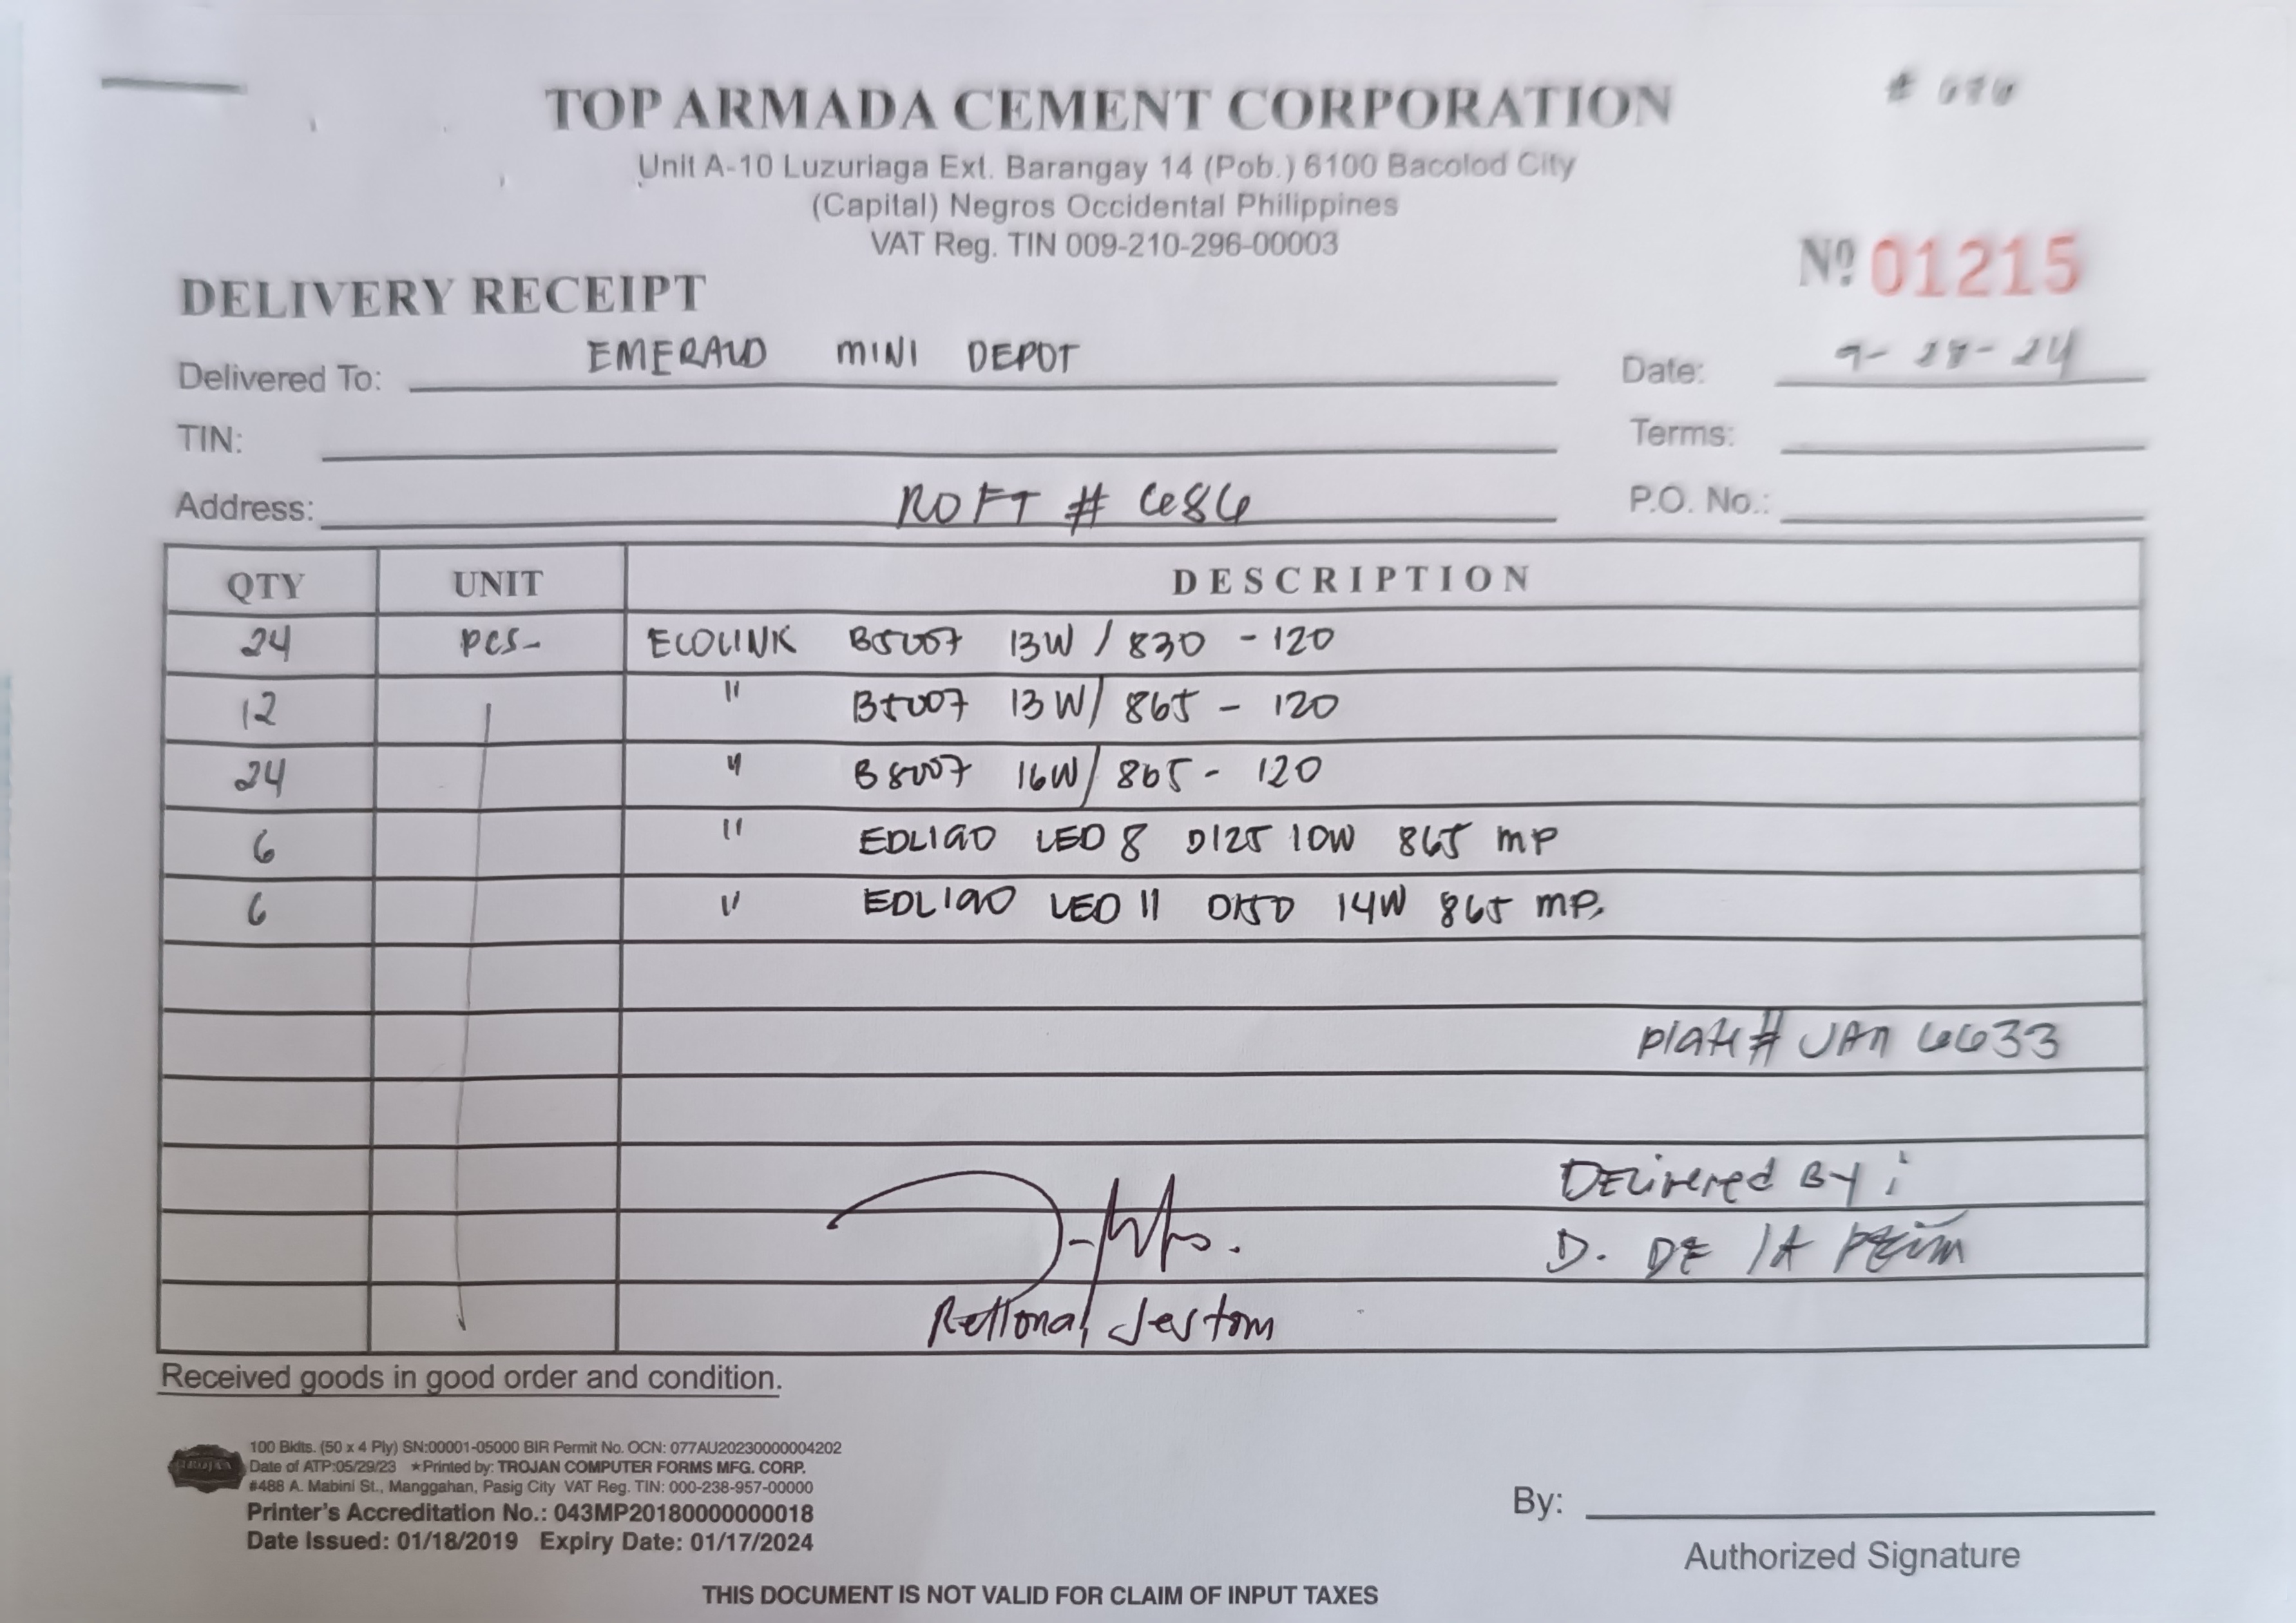 TOP ARMADA CEMENT CORPORATION
Unit A-10 Luzuriaga Ext. Barangay 14 (Pob.) 6100 Bacolod City
(Capital) Negros Occidental Philippines
VAT Reg. TIN 009-210-296-00003
Nº 01215
DELIVERY RECEIPT
Delivered To: EMERALD MINI DEPOT Date: 9-28-24
TIN: Terms:
Address: ROFT # 686 P.O. No.:
QTY UNIT DESCRIPTION
24 pcs- ECOLINK B5007 13W / 830 - 120
12 " B5007 13W/ 865 - 120
24 " B8007 16W/ 865 - 120
6 " EDL190 LED 8 D125 10W 865 MP
6 " EDL190 LED 11 D150 14W 865 MP.
plate# JAN 6633
DELivered By :
D. DE lA PEÑA
Jestom
Received goods in good order and condition.
TROJAN
100 Bklts. (50 x 4 Ply) SN:00001-05000 BIR Permit No. OCN: 077AU20230000004202
Date of ATP:05/29/23 ★Printed by: TROJAN COMPUTER FORMS MFG. CORP.
#488 A. Mabini St., Manggahan, Pasig City VAT Reg. TIN: 000-238-957-00000
Printer's Accreditation No.: 043MP20180000000018
Date Issued: 01/18/2019 Expiry Date: 01/17/2024
By:
Authorized Signature
THIS DOCUMENT IS NOT VALID FOR CLAIM OF INPUT TAXES